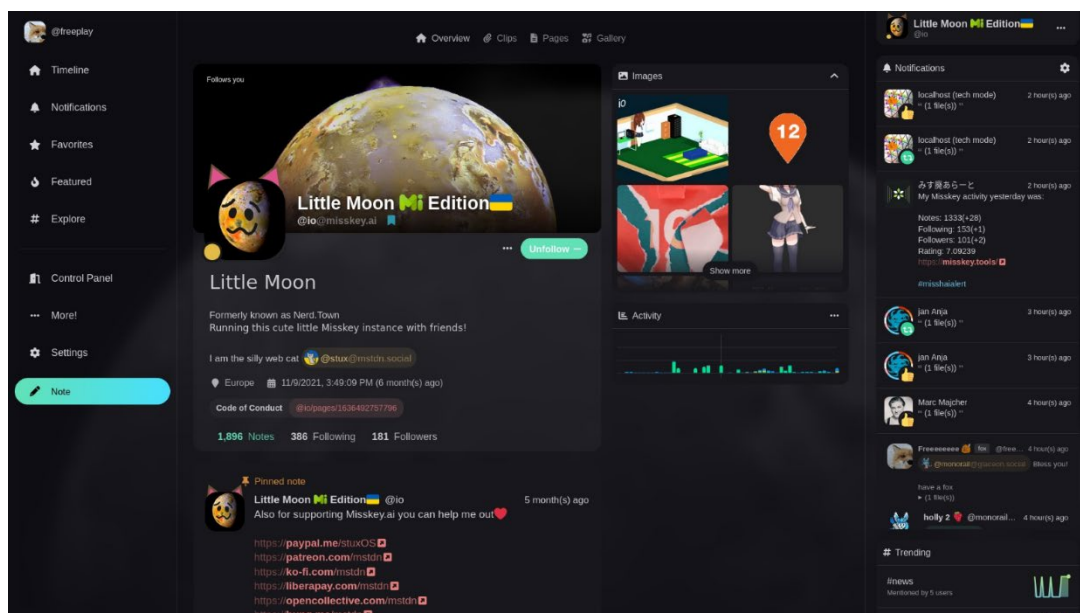 @freeplay
Timeline
Notifications
Favorites
Featured
# Explore
Control Panel
More!
Settings
Note
Overview
Clips
Pages
Gallery
Follows you
Little Moon Mi Edition
@io@misskey.ai
Unfollow
Little Moon
Formerly known as Nerd.Town
Running this cute little Misskey instance with friends!
I am the silly web cat @stux@mstdn.social
Europe 11/9/2021, 3:49:09 PM (6 month(s) ago)
Code of Conduct @io/pages/1636492757796
1,896 Notes 386 Following 181 Followers
Pinned note
Little Moon Mi Edition @io 5 month(s) ago
Also for supporting Misskey.ai you can help me out
https://paypal.me/stuxOS
https://patreon.com/mstdn
https://ko-fi.com/mstdn
https://liberapay.com/mstdn
https://opencollective.com/mstdn
Images
iO
12
Show more
Activity
Little Moon Mi Edition
@io
Notifications
localhost (tech mode) 2 hour(s) ago
(1 file(s))
localhost (tech mode) 2 hour(s) ago
(1 file(s))
みす廃あらーと 2 hour(s) ago
My Misskey activity yesterday was:
Notes: 1333(+28)
Following: 153(+1)
Followers: 101(+2)
Rating: 7.09239
https://misskey.tools/
#misshaialert
jan Anja 3 hour(s) ago
(1 file(s))
jan Anja 3 hour(s) ago
(1 file(s))
Marc Majcher 4 hour(s) ago
(1 file(s))
Freeeeeeee fox @free... 4 hour(s) ago
Bless you!
have a fox
(1 file(s))
holly 2 @monorail... 4 hour(s) ago
# Trending
#news
Mentioned by 5 users